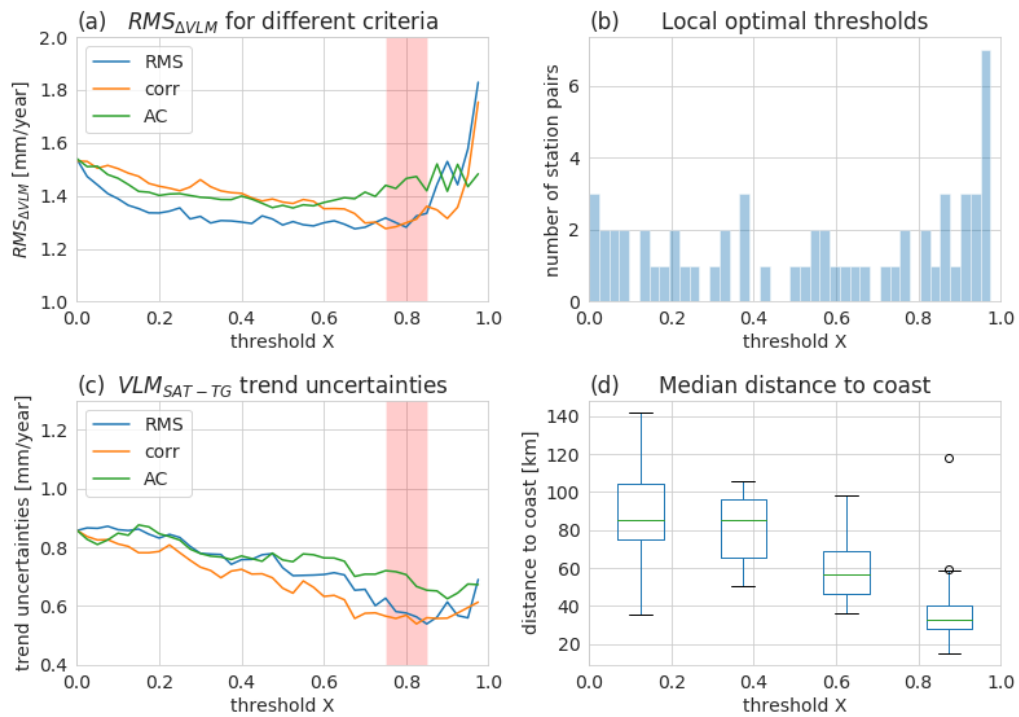 (a) RMS_ΔVLM for different criteria
RMS_ΔVLM [mm/year]
2.0
1.8
1.6
1.4
1.2
1.0
RMS
corr
AC
0.0 0.2 0.4 0.6 0.8 1.0
threshold X
(b) Local optimal thresholds
number of station pairs
6
4
2
0
0.0 0.2 0.4 0.6 0.8 1.0
threshold X
(c) VLM_SAT−TG trend uncertainties
trend uncertainties [mm/year]
1.2
1.0
0.8
0.6
0.4
RMS
corr
AC
0.0 0.2 0.4 0.6 0.8 1.0
threshold X
(d) Median distance to coast
distance to coast [km]
140
120
100
80
60
40
20
0.0 0.2 0.4 0.6 0.8 1.0
threshold X